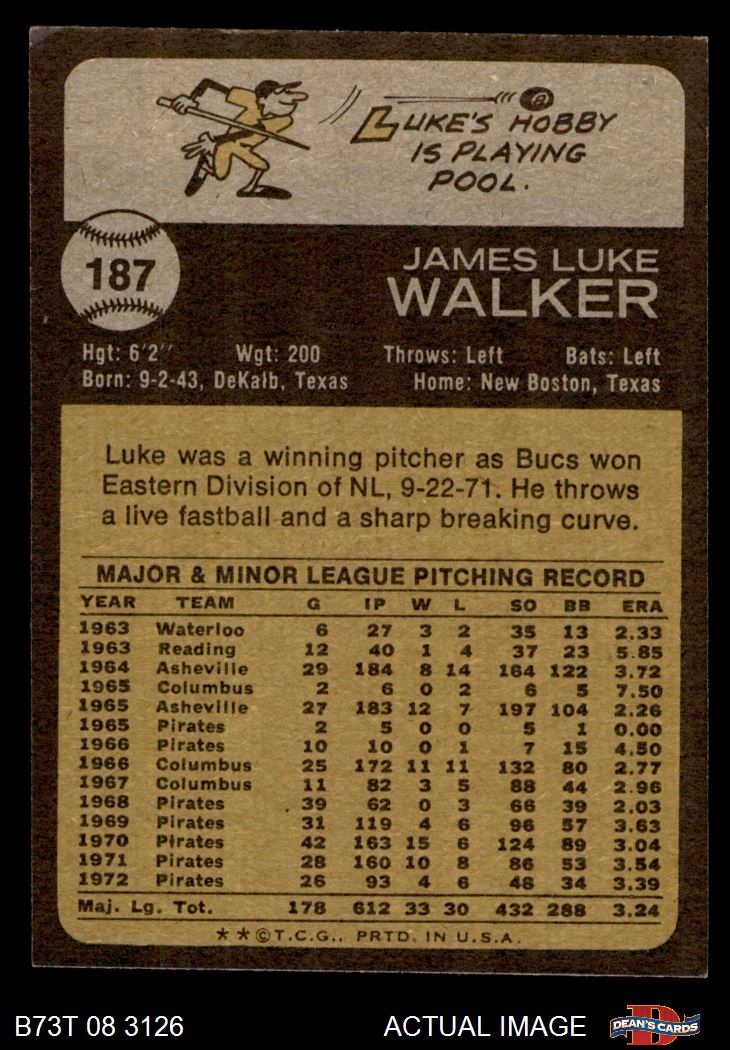 LUKE'S HOBBY
IS PLAYING
POOL.
8
187
JAMES LUKE
WALKER
Hgt: 6'2'' Wgt: 200 Throws: Left Bats: Left
Born: 9-2-43, DeKalb, Texas Home: New Boston, Texas
Luke was a winning pitcher as Bucs won
Eastern Division of NL, 9-22-71. He throws
a live fastball and a sharp breaking curve.
MAJOR & MINOR LEAGUE PITCHING RECORD
YEAR TEAM G IP W L SO BB ERA
1963 Waterloo 6 27 3 2 35 13 2.33
1963 Reading 12 40 1 4 37 23 5.85
1964 Asheville 29 184 8 14 164 122 3.72
1965 Columbus 2 6 0 2 6 5 7.50
1965 Asheville 27 183 12 7 197 104 2.26
1965 Pirates 2 5 0 0 5 1 0.00
1966 Pirates 10 10 0 1 7 15 4.50
1966 Columbus 25 172 11 11 132 80 2.77
1967 Columbus 11 82 3 5 88 44 2.96
1968 Pirates 39 62 0 3 66 39 2.03
1969 Pirates 31 119 4 6 96 57 3.63
1970 Pirates 42 163 15 6 124 89 3.04
1971 Pirates 28 160 10 8 86 53 3.54
1972 Pirates 26 93 4 6 48 34 3.39
Maj. Lg. Tot. 178 612 33 30 432 288 3.24
★★©T.C.G., PRTD. IN U.S.A.
B73T 08 3126 ACTUAL IMAGE D DEAN'S CARDS